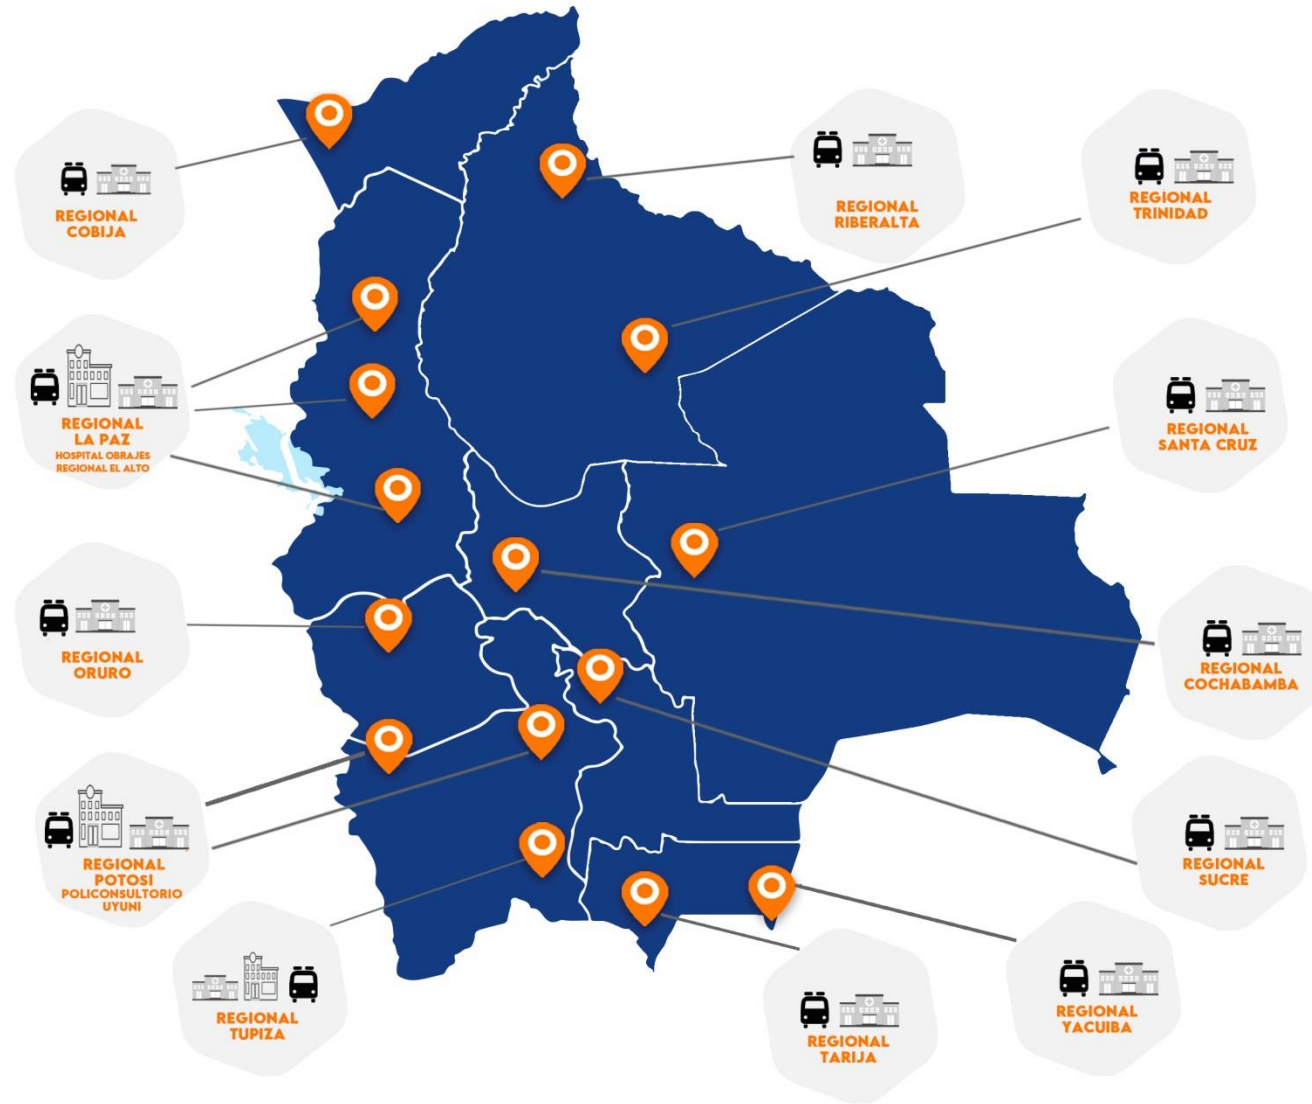 REGIONAL
COBIJA
REGIONAL
RIBERALTA
REGIONAL
TRINIDAD
REGIONAL
LA PAZ
HOSPITAL OBRAJES
REGIONAL EL ALTO
REGIONAL
SANTA CRUZ
REGIONAL
ORURO
REGIONAL
COCHABAMBA
REGIONAL
POTOSI
POLICONSULTORIO
UYUNI
REGIONAL
SUCRE
REGIONAL
TUPIZA
REGIONAL
TARIJA
REGIONAL
YACUIBA